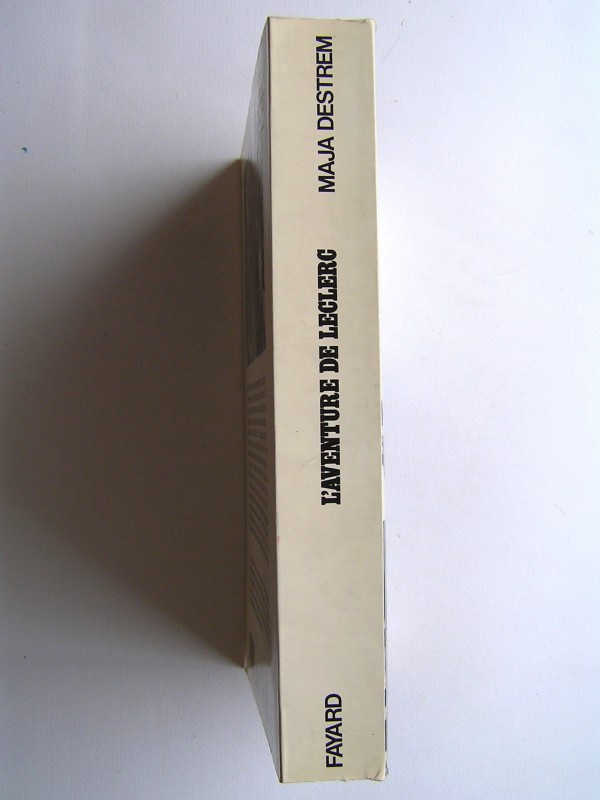 MAJA DESTREM
L'AVENTURE DE LECLERC
FAYARD